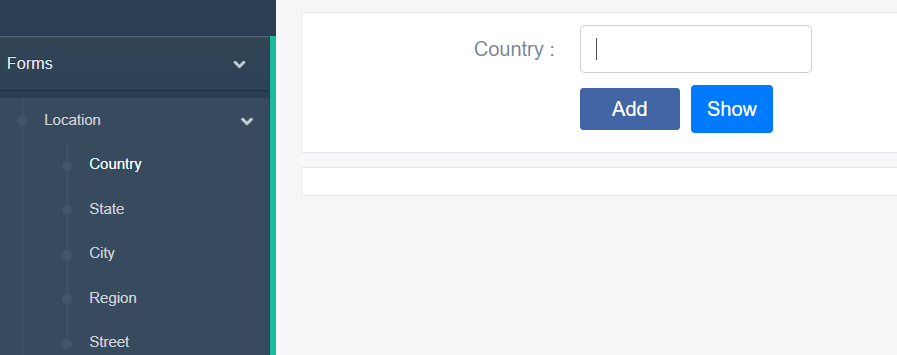 Forms
Location
Country
State
City
Region
Street
Country :
Add Show